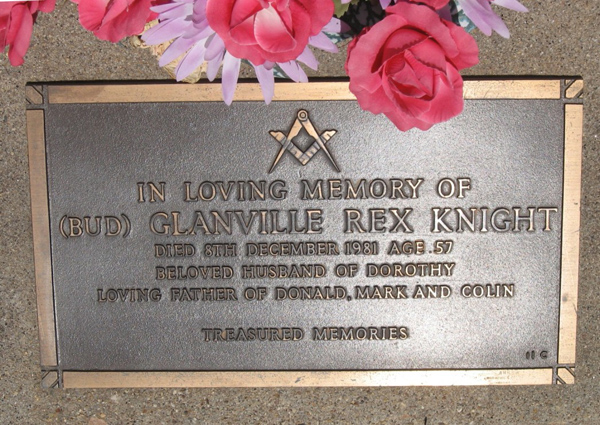 IN LOVING MEMORY OF
(BUD) GLANVILLE REX KNIGHT
DIED 8TH DECEMBER 1981 AGE 57
BELOVED HUSBAND OF DOROTHY
LOVING FATHER OF DONALD, MARK AND COLIN
TREASURED MEMORIES
11 C